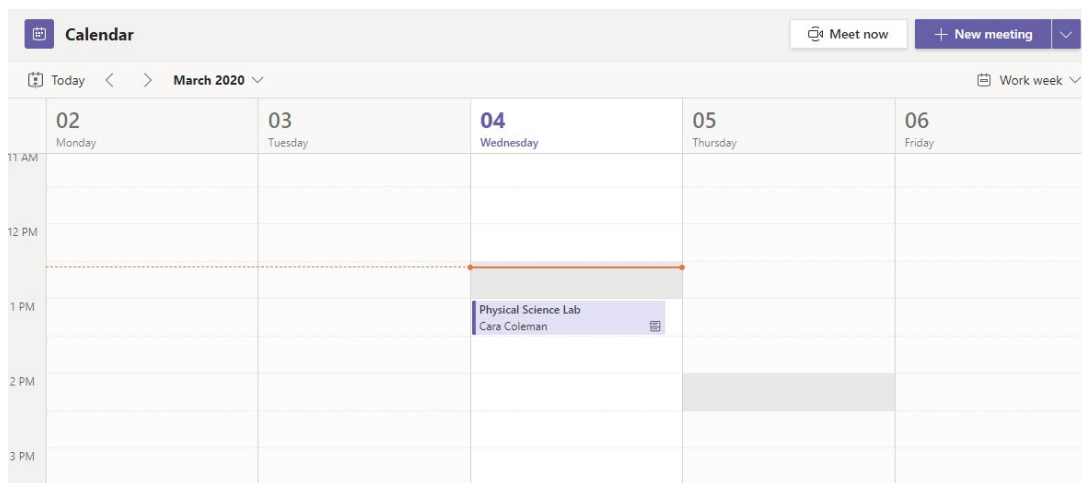 Calendar
Meet now
New meeting
Today
March 2020
Work week
02
03
04
05
06
Monday
Tuesday
Wednesday
Thursday
Friday
11 AM
12 PM
1 PM
Physical Science Lab
Cara Coleman
2 PM
3 PM